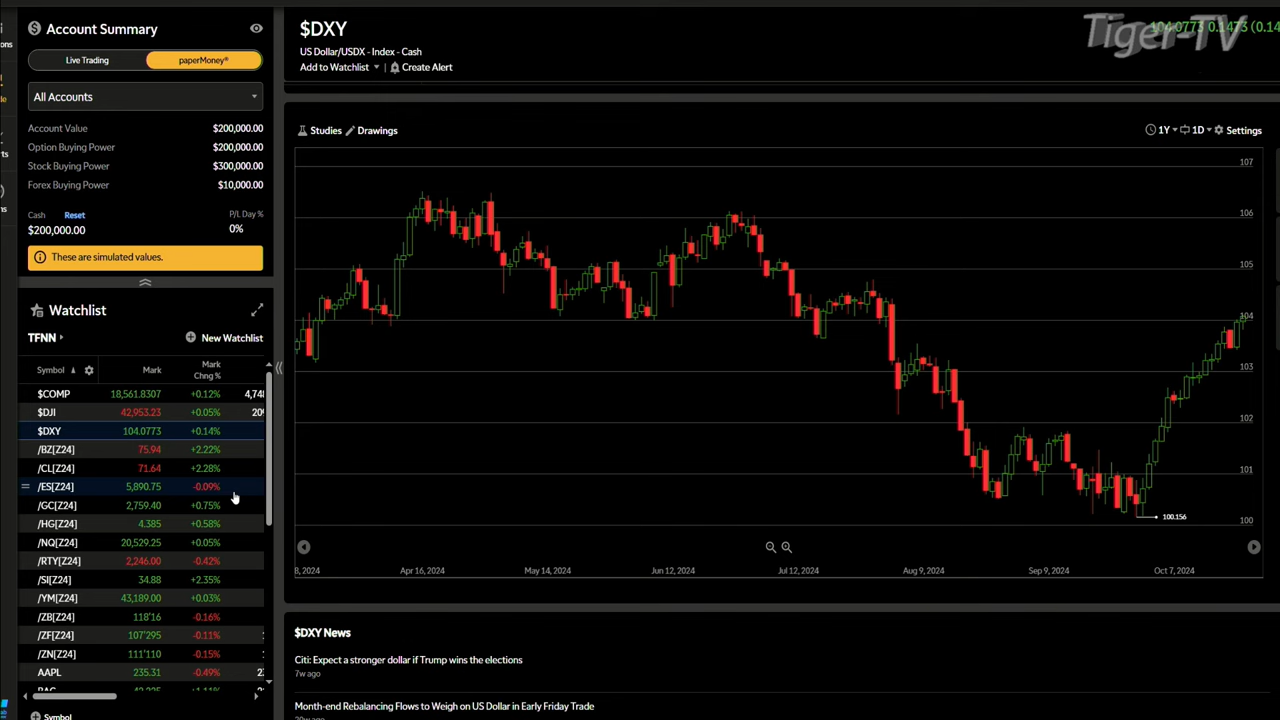 Account Summary
Live Trading
paperMoney®
All Accounts
Account Value $200,000.00
Option Buying Power $200,000.00
Stock Buying Power $300,000.00
Forex Buying Power $10,000.00
Cash Reset P/L Day %
$200,000.00 0%
These are simulated values.
Watchlist
TFNN New Watchlist
Symbol Mark Mark Chng %
$COMP 18,561.8307 +0.12%
$DJI 42,953.23 +0.05%
$DXY 104.0773 +0.14%
/BZ[Z24] 75.94 +2.22%
/CL[Z24] 71.64 +2.28%
/ES[Z24] 5,890.75 -0.09%
/GC[Z24] 2,759.40 +0.75%
/HG[Z24] 4.385 +0.58%
/NQ[Z24] 20,529.25 +0.05%
/RTY[Z24] 2,246.00 -0.42%
/SI[Z24] 34.88 +2.35%
/YM[Z24] 43,189.00 +0.03%
/ZB[Z24] 118'16 -0.16%
/ZF[Z24] 107'295 -0.11%
/ZN[Z24] 111'110 -0.15%
AAPL 235.31 -0.49%
Symbol
$DXY
US Dollar/USDX - Index - Cash
Add to Watchlist Create Alert
Tiger-TV
104.0773 0.1473 (0.14
Studies Drawings
1Y 1D Settings
107
106
105
104
103
102
101
100
100.156
8, 2024 Apr 16, 2024 May 14, 2024 Jun 12, 2024 Jul 12, 2024 Aug 9, 2024 Sep 9, 2024 Oct 7, 2024
$DXY News
Citi: Expect a stronger dollar if Trump wins the elections
7w ago
Month-end Rebalancing Flows to Weigh on US Dollar in Early Friday Trade